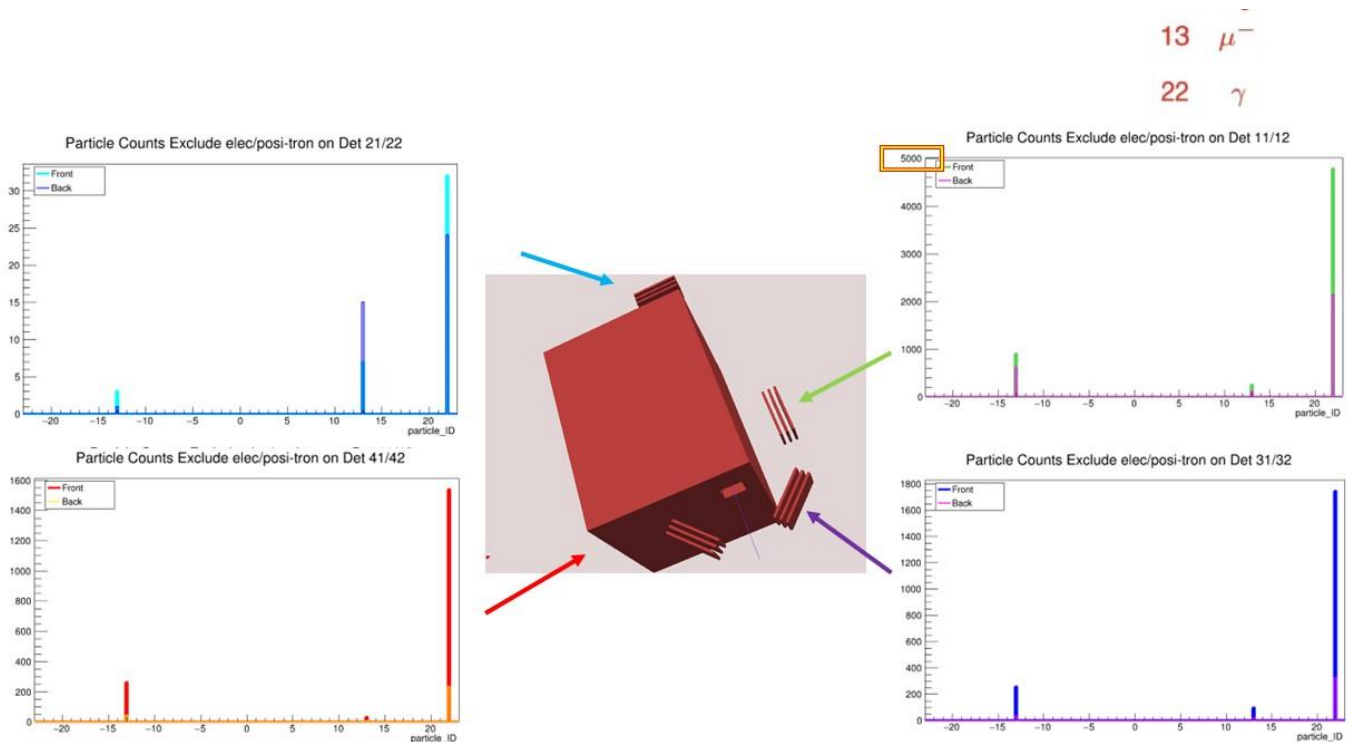 13 μ⁻
22 γ
Particle Counts Exclude elec/posi-tron on Det 21/22
Front
Back
30
25
20
15
10
5
0
−20 −15 −10 −5 0 5 10 15 20
particle_ID
Particle Counts Exclude elec/posi-tron on Det 11/12
5000
Front
Back
4000
3000
2000
1000
0
−20 −15 −10 −5 0 5 10 15 20
particle_ID
Particle Counts Exclude elec/posi-tron on Det 41/42
1600
Front
Back
1400
1200
1000
800
600
400
200
0
−20 −15 −10 −5 0 5 10 15 20
particle_ID
Particle Counts Exclude elec/posi-tron on Det 31/32
1800
Front
Back
1600
1400
1200
1000
800
600
400
200
0
−20 −15 −10 −5 0 5 10 15 20
particle_ID